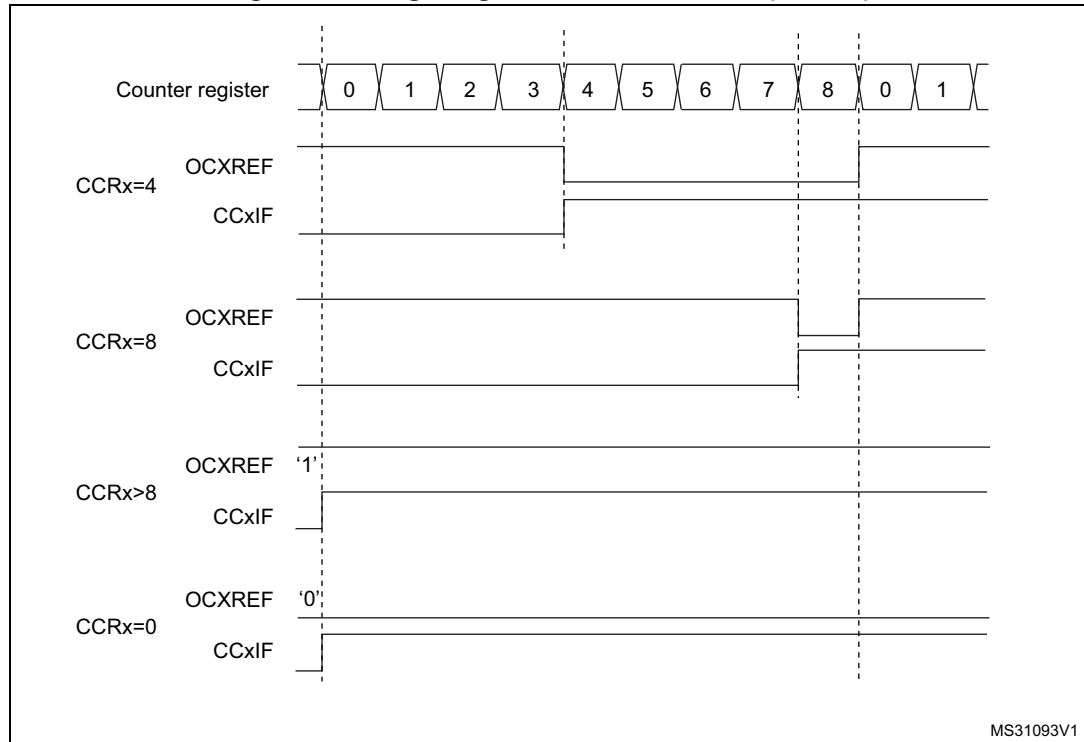 Counter register 0 1 2 3 4 5 6 7 8 0 1
OCXREF
CCRx=4
CCxIF
OCXREF
CCRx=8
CCxIF
OCXREF '1'
CCRx>8
CCxIF
OCXREF '0'
CCRx=0
CCxIF
MS31093V1